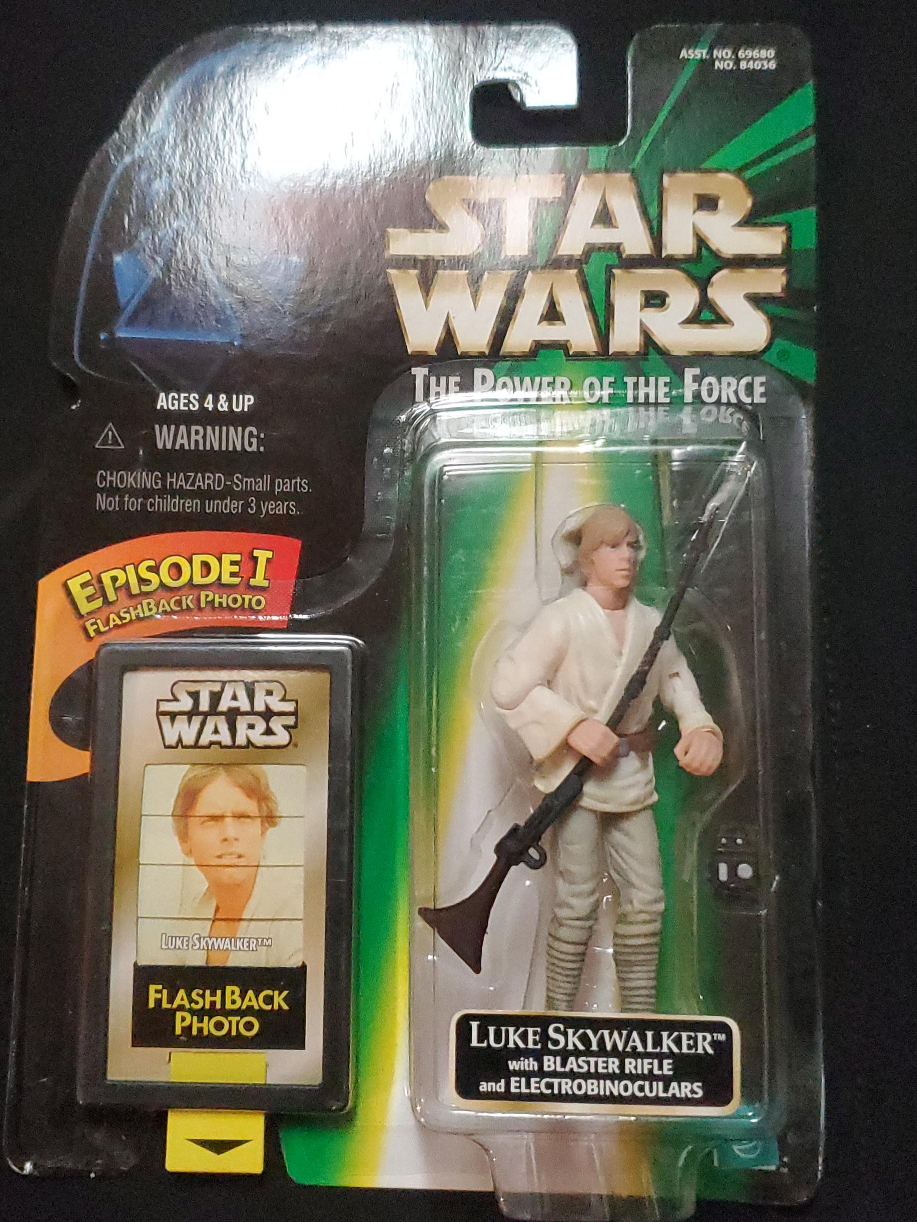 ASST. NO. 69680
NO. 84036
STAR
WARS
THE POWER OF THE FORCE
AGES 4 & UP
WARNING:
CHOKING HAZARD-Small parts.
Not for children under 3 years.
EPISODE I
FLASHBACK PHOTO
STAR
WARS
LUKE SKYWALKER™
FLASHBACK
PHOTO
LUKE SKYWALKER™
with BLASTER RIFLE
and ELECTROBINOCULARS